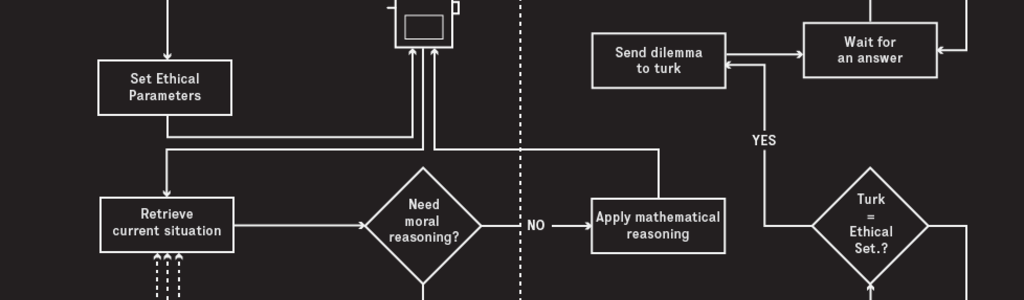 Set Ethical
Parameters
Send dilemma
to turk
Wait for
an answer
YES
Retrieve
current situation
Need
moral
reasoning?
NO
Apply mathematical
reasoning
Turk
=
Ethical
Set.?